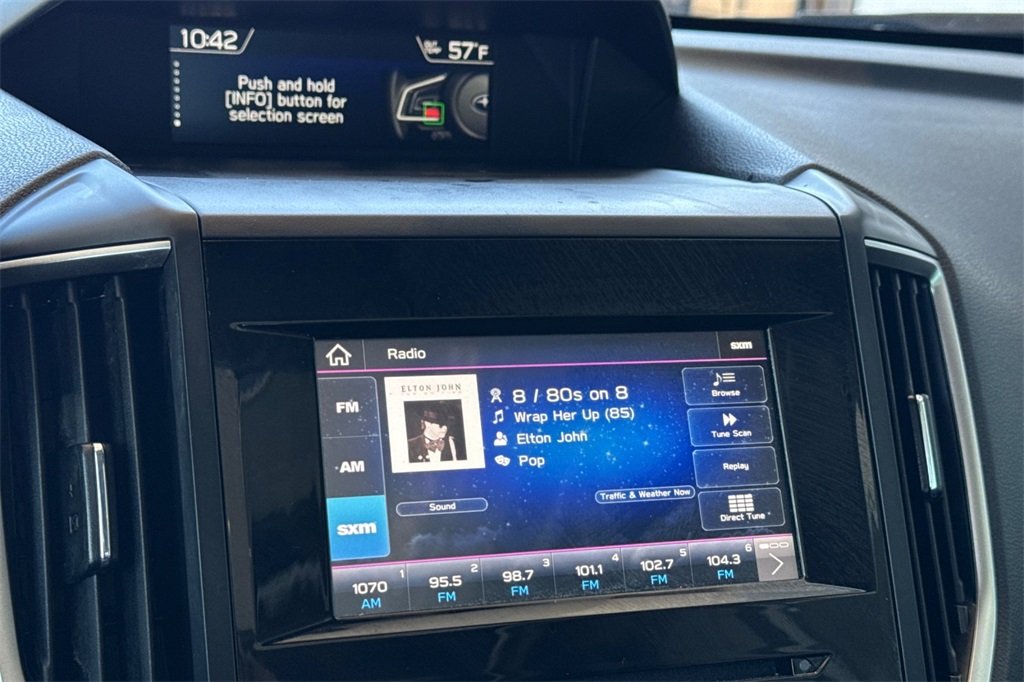 10:42
OUT TEMP 57°F
Push and hold
[INFO] button for
selection screen
Radio
sxm
FM
AM
sxm
ELTON JOHN
8 / 80s on 8
Wrap Her Up (85)
Elton John
Pop
Browse
Tune Scan
Replay
Direct Tune
Sound
Traffic & Weather Now
1070 1
AM
95.5 2
FM
98.7 3
FM
101.1 4
FM
102.7 5
FM
104.3 6
FM